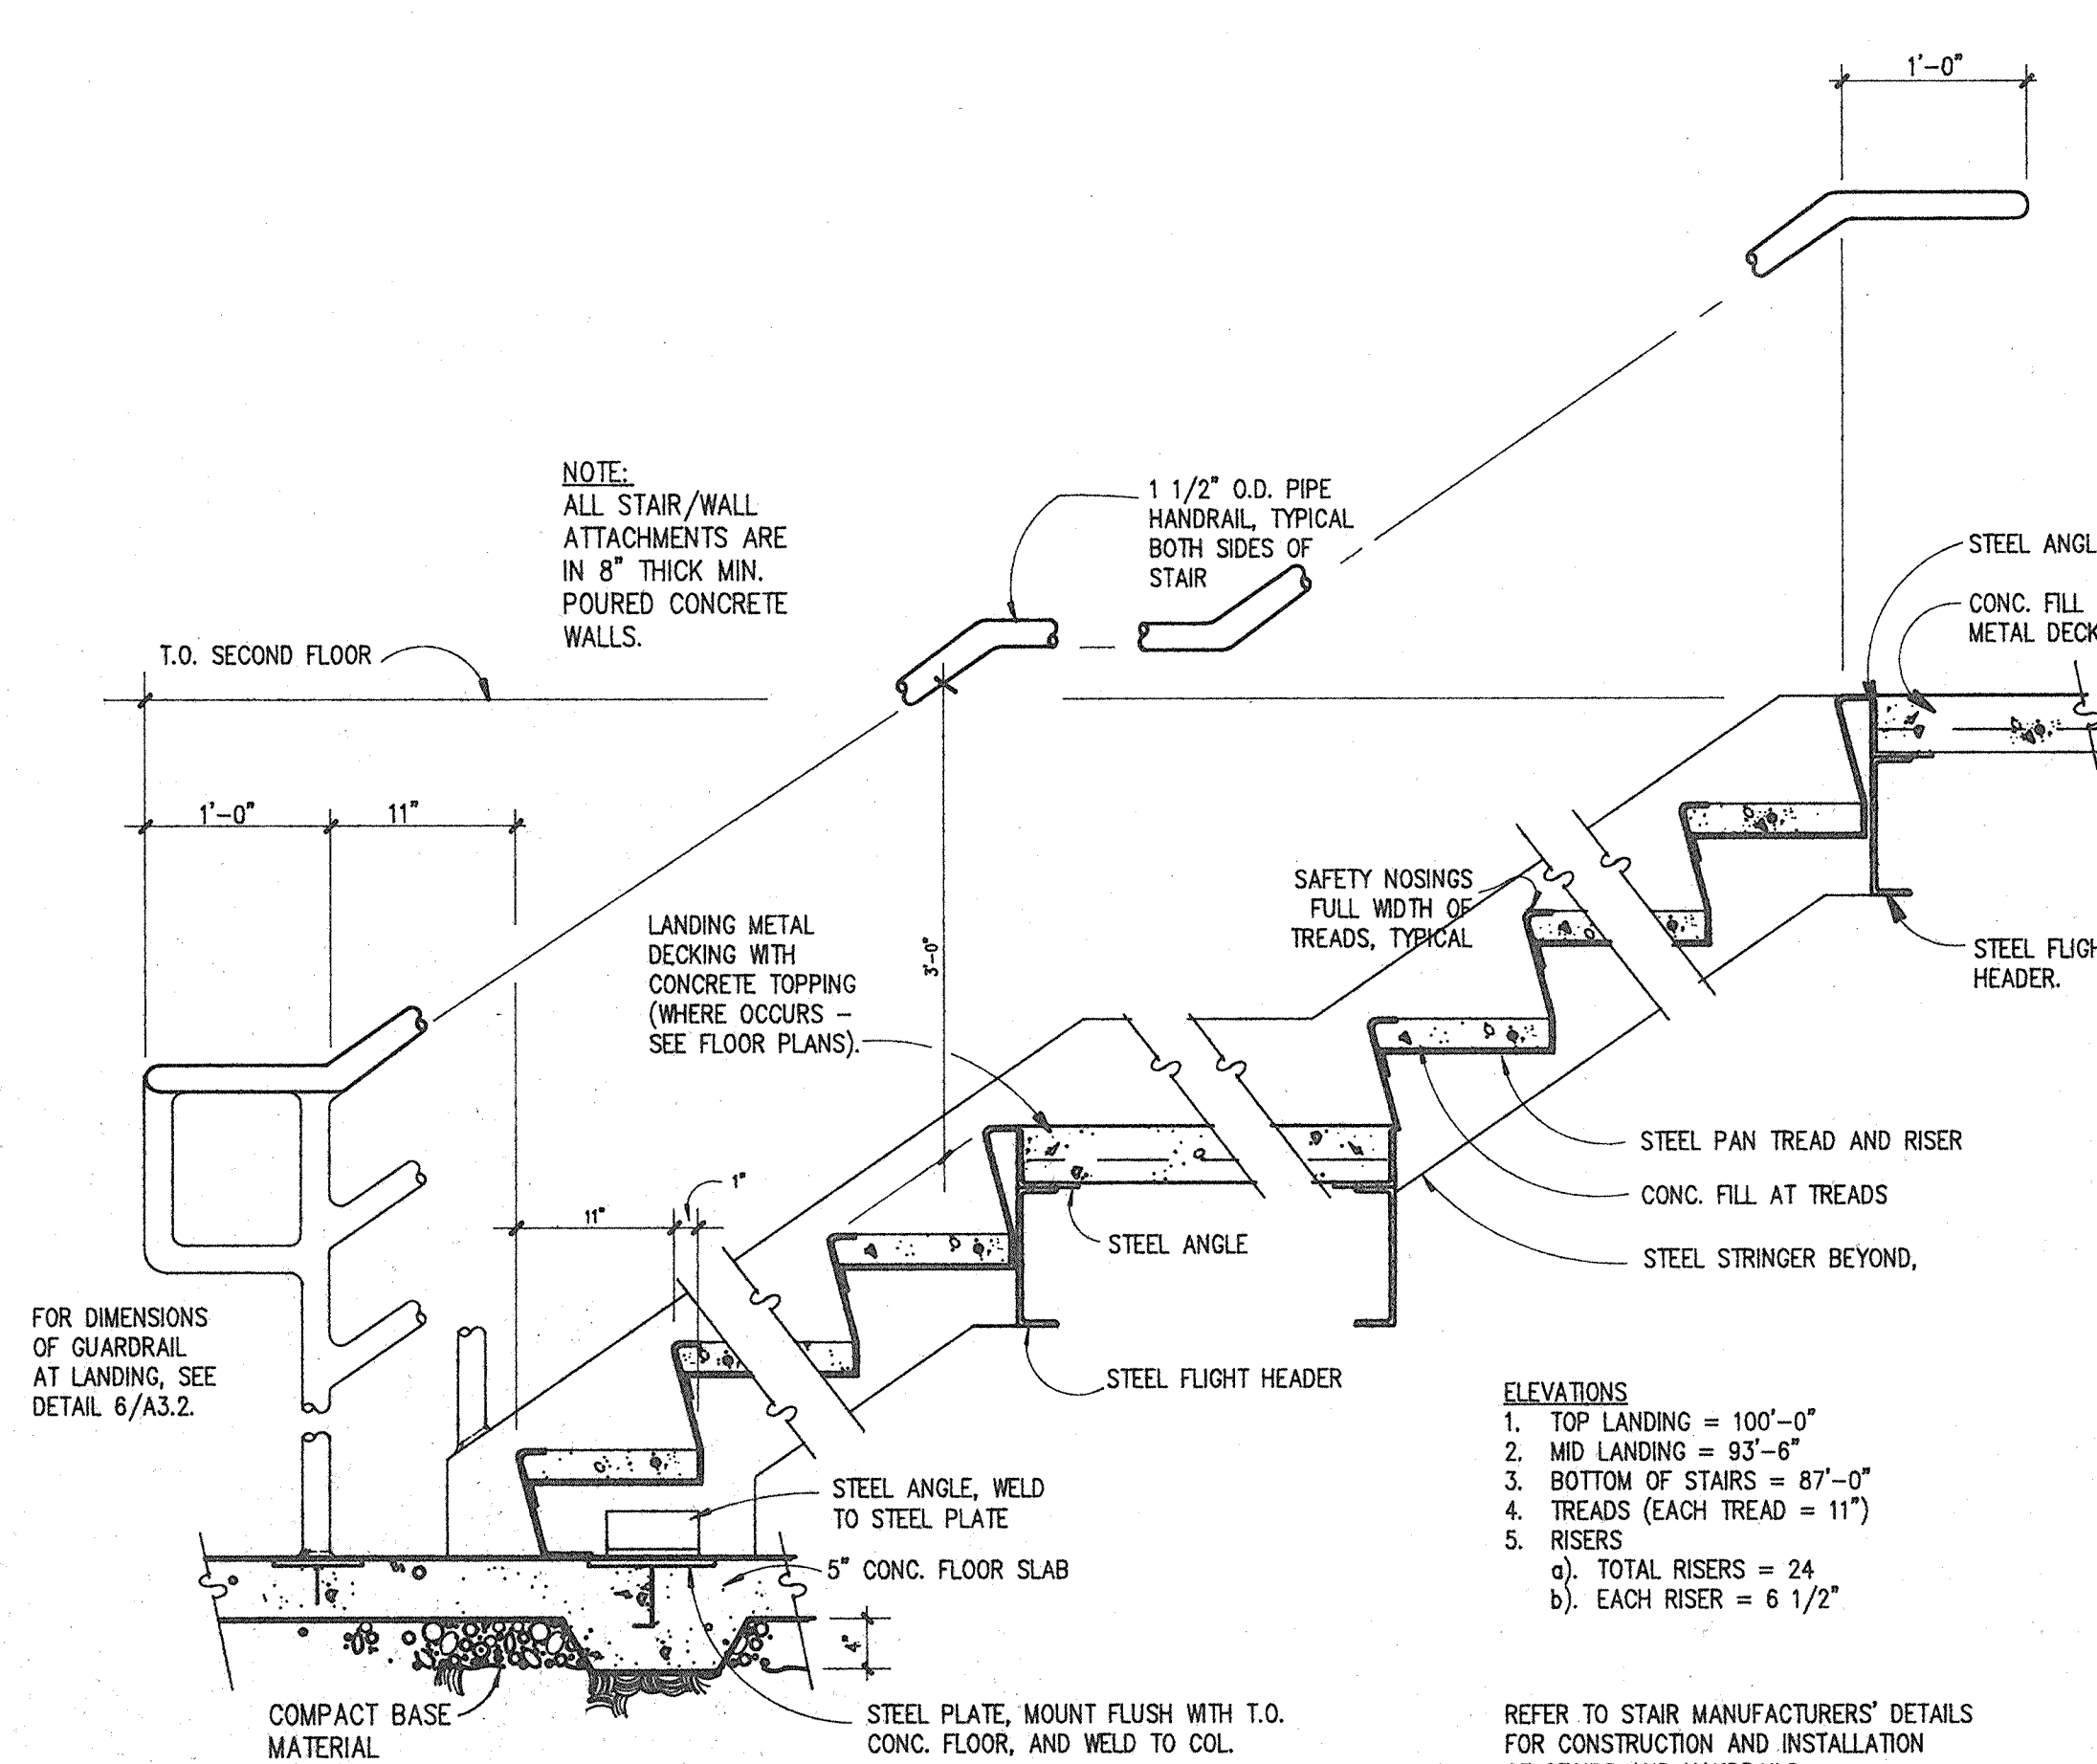 1'-0"
NOTE:
ALL STAIR/WALL
ATTACHMENTS ARE
IN 8" THICK MIN.
POURED CONCRETE
WALLS.
1 1/2" O.D. PIPE
HANDRAIL, TYPICAL
BOTH SIDES OF
STAIR
STEEL ANGL
CONC. FILL
METAL DECK
T.O. SECOND FLOOR
1'-0"
11"
SAFETY NOSINGS
FULL WIDTH OF
TREADS, TYPICAL
LANDING METAL
DECKING WITH
CONCRETE TOPPING
(WHERE OCCURS -
SEE FLOOR PLANS).
3'-0"
STEEL FLIGH
HEADER.
STEEL PAN TREAD AND RISER
CONC. FILL AT TREADS
STEEL STRINGER BEYOND,
1"
11"
STEEL ANGLE
STEEL FLIGHT HEADER
FOR DIMENSIONS
OF GUARDRAIL
AT LANDING, SEE
DETAIL 6/A3.2.
ELEVATIONS
1. TOP LANDING = 100'-0"
2. MID LANDING = 93'-6"
3. BOTTOM OF STAIRS = 87'-0"
4. TREADS (EACH TREAD = 11")
5. RISERS
a). TOTAL RISERS = 24
b). EACH RISER = 6 1/2"
STEEL ANGLE, WELD
TO STEEL PLATE
5" CONC. FLOOR SLAB
4"
COMPACT BASE
MATERIAL
STEEL PLATE, MOUNT FLUSH WITH T.O.
CONC. FLOOR, AND WELD TO COL.
REFER TO STAIR MANUFACTURERS' DETAILS
FOR CONSTRUCTION AND INSTALLATION